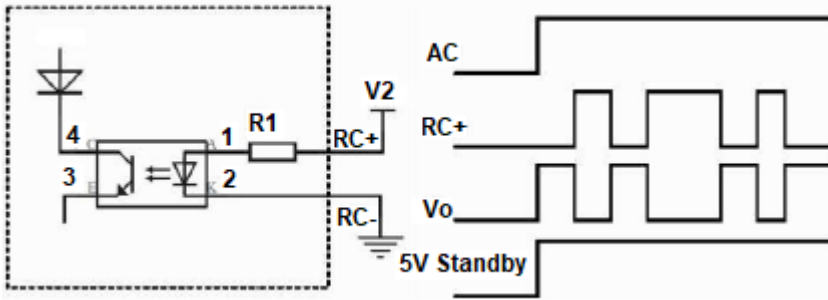 V2
4 C 1 A R1 RC+
3 E 2 K
RC-
AC
RC+
Vo
5V Standby